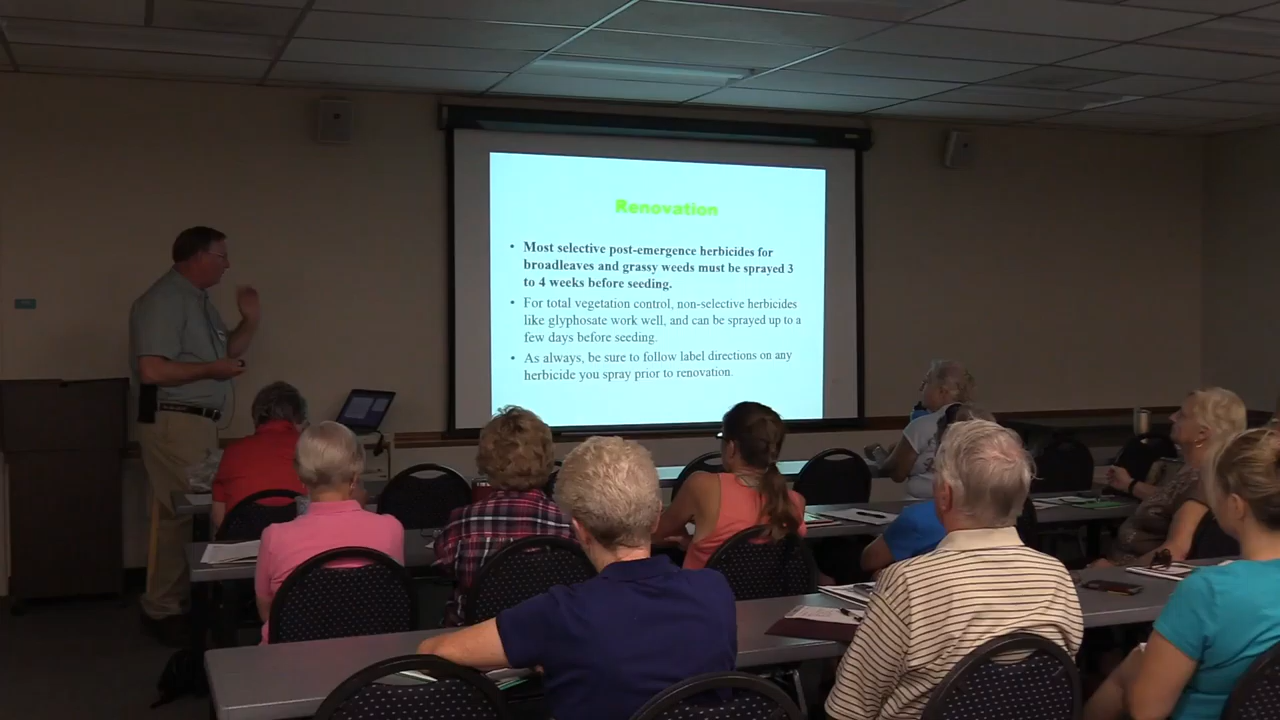 Renovation
• Most selective post-emergence herbicides for
broadleaves and grassy weeds must be sprayed 3
to 4 weeks before seeding.
• For total vegetation control, non-selective herbicides
like glyphosate work well, and can be sprayed up to a
few days before seeding.
• As always, be sure to follow label directions on any
herbicide you spray prior to renovation.